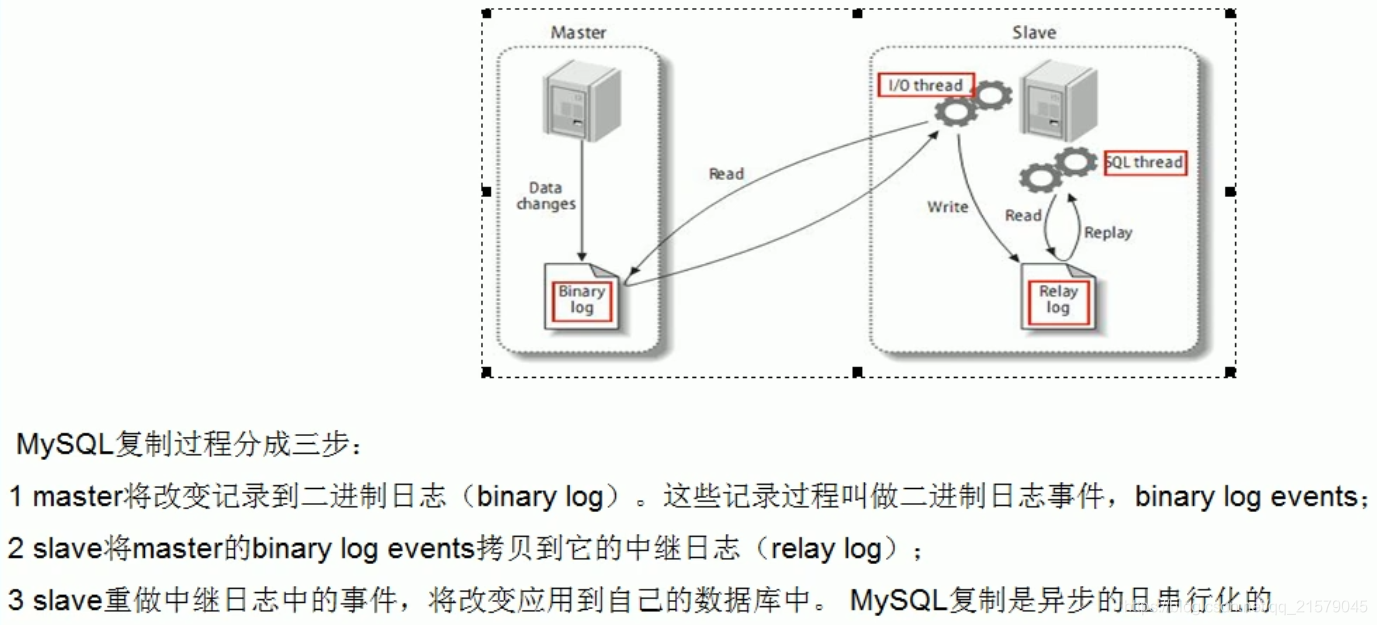 Master
Slave
I/O thread
SQL thread
Data
changes
Read
Write
Read
Replay
Binary
log
Relay
log
MySQL复制过程分成三步：
1 master将改变记录到二进制日志（binary log）。这些记录过程叫做二进制日志事件，binary log events；
2 slave将master的binary log events拷贝到它的中继日志（relay log）；
3 slave重做中继日志中的事件，将改变应用到自己的数据库中。 MySQL复制是异步的且串行化的
qq_21579045